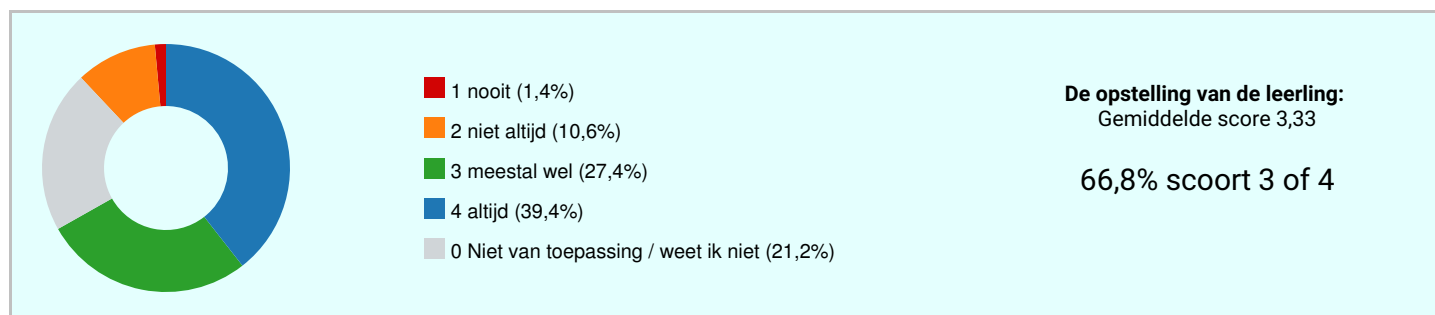 1 nooit (1,4%)
2 niet altijd (10,6%)
3 meestal wel (27,4%)
4 altijd (39,4%)
0 Niet van toepassing / weet ik niet (21,2%)
De opstelling van de leerling:
Gemiddelde score 3,33
66,8% scoort 3 of 4